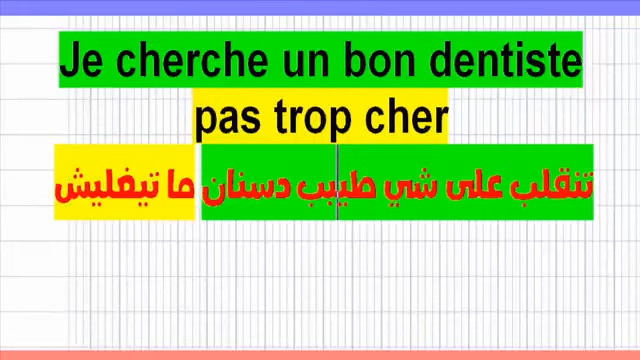 Je cherche un bon dentiste
pas trop cher
تنقلب على شي طبيب دسنان ما تيغليش